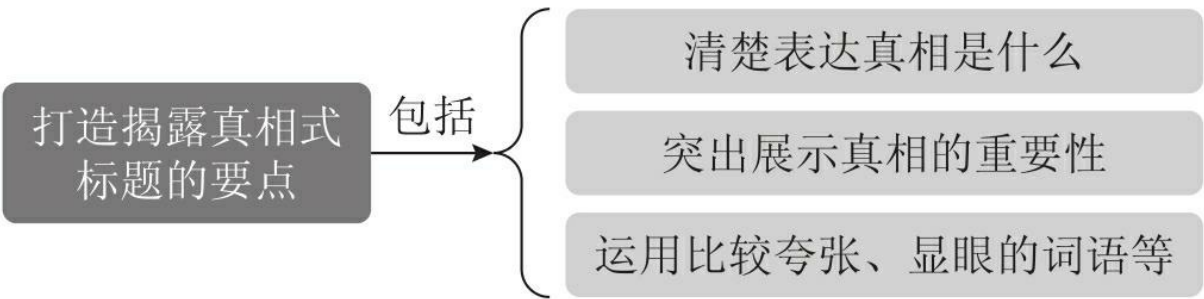 打造揭露真相式
标题的要点
包括
清楚表达真相是什么
突出展示真相的重要性
运用比较夸张、显眼的词语等